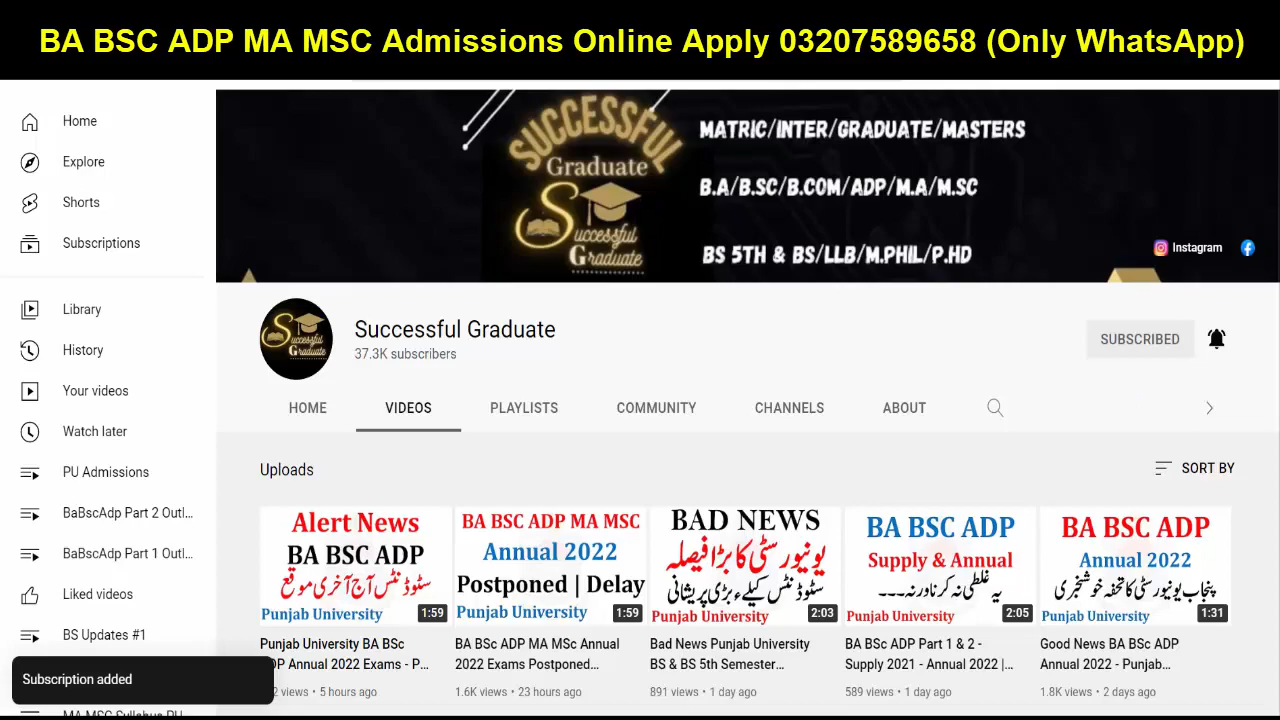 BA BSC ADP MA MSC Admissions Online Apply 03207589658 (Only WhatsApp)
Home
Explore
Shorts
Subscriptions
Library
History
Your videos
Watch later
PU Admissions
BaBscAdp Part 2 Outl...
BaBscAdp Part 1 Outl...
Liked videos
BS Updates #1
Subscription added
MA MSC Syllabus PU
SUCCESSFUL
Graduate
Successful
Graduate
MATRIC/INTER/GRADUATE/MASTERS
B.A/B.SC/B.COM/ADP/M.A/M.SC
BS 5TH & BS/LLB/M.PHIL/P.HD
Instagram
Successful
Graduate
Successful Graduate
37.3K subscribers
SUBSCRIBED
HOME VIDEOS PLAYLISTS COMMUNITY CHANNELS ABOUT
Uploads
SORT BY
Alert News
BA BSC ADP
سٹوڈنٹس آج آخری موقع
Punjab University
1:59
Punjab University BA BSc
ADP Annual 2022 Exams - P...
2 views • 5 hours ago
BA BSC ADP MA MSC
Annual 2022
Postponed | Delay
Punjab University
1:59
BA BSc ADP MA MSc Annual
2022 Exams Postponed...
1.6K views • 23 hours ago
BAD NEWS
یونیورسٹی کا بڑا فیصلہ
سٹوڈنٹس کیلے بڑی پریشانی
Punjab University
2:03
Bad News Punjab University
BS & BS 5th Semester...
891 views • 1 day ago
BA BSC ADP
Supply & Annual
یہ غلطی نہ کرنا ورنہ...
Punjab University
2:05
BA BSc ADP Part 1 & 2 -
Supply 2021 - Annual 2022 |...
589 views • 1 day ago
BA BSC ADP
Annual 2022
پنجاب یونیورسٹی کا تحفہ خوشخبری
Punjab University
1:31
Good News BA BSC ADP
Annual 2022 - Punjab...
1.8K views • 2 days ago